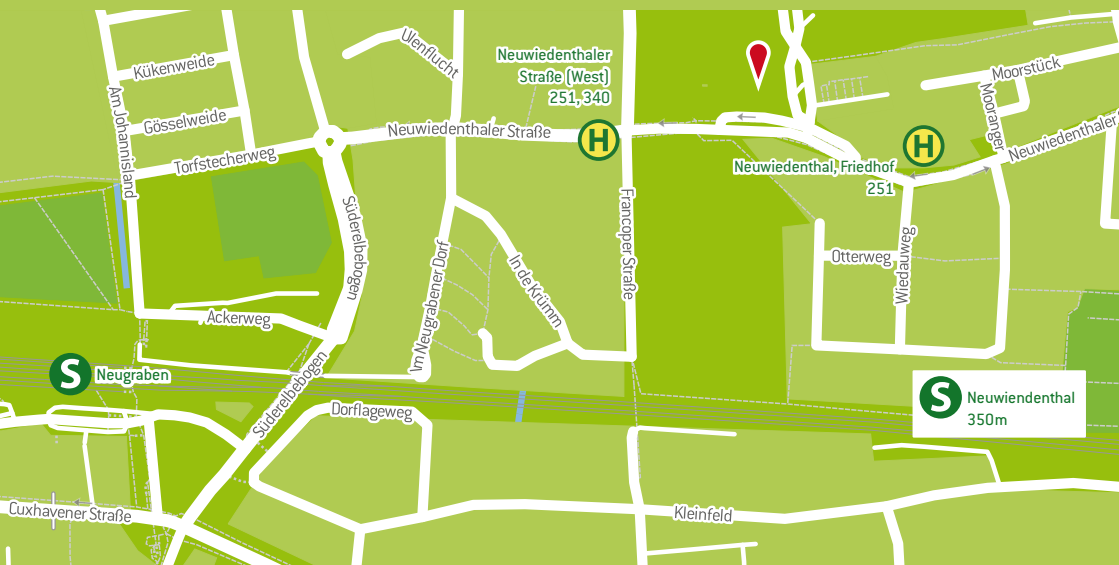 Ulenflucht
Neuwiedenthaler
Straße (West)
251, 340
H
Kükenweide
Am Johannisland
Gösselweide
Torfstecherweg
Neuwiedenthaler Straße
Moorstück
Mooranger
Neuwiedenthaler
H
Neuwiedenthal, Friedhof
251
Süderelbebogen
Francoper Straße
Im Neugrabener Dorf
In de Krümm
Otterweg
Wiedauweg
Ackerweg
S Neugraben
Süderelbebogen
Dorflageweg
S Neuwiendenthal
350m
Cuxhavener Straße
Kleinfeld